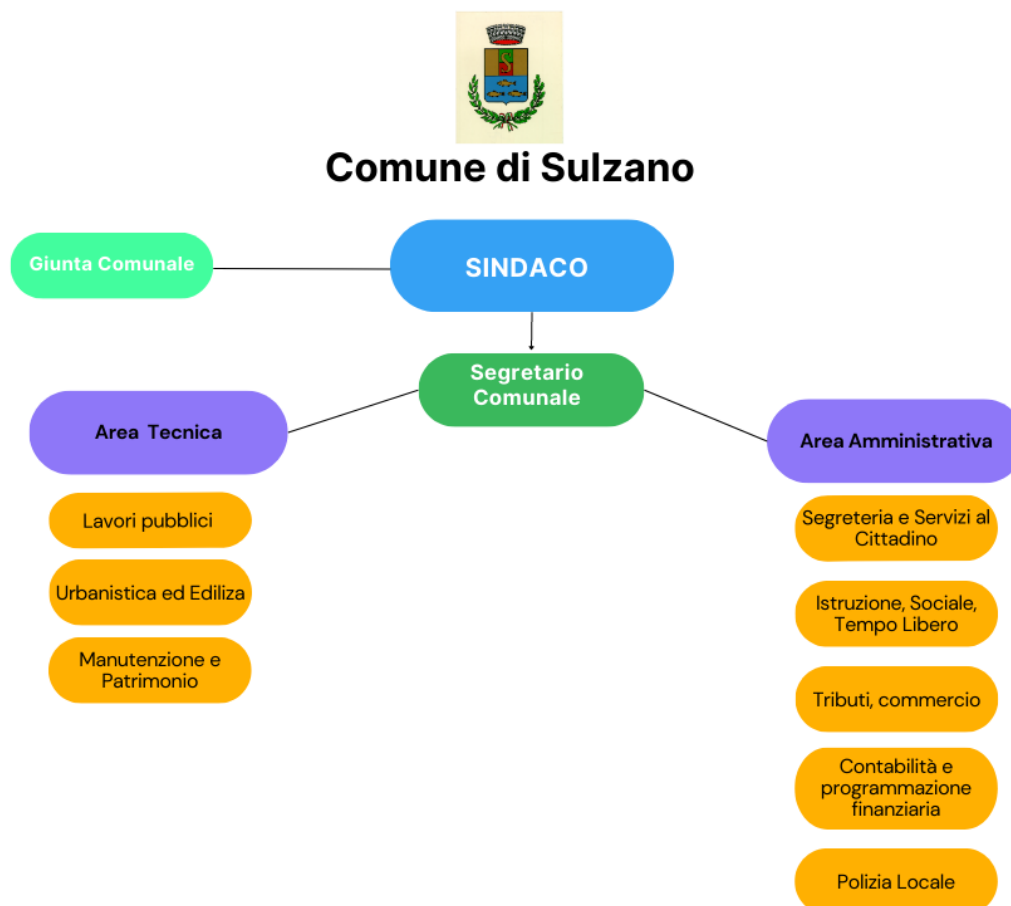 Comune di Sulzano
Giunta Comunale
SINDACO
Segretario
Comunale
Area Tecnica
Lavori pubblici
Urbanistica ed Ediliza
Manutenzione e
Patrimonio
Area Amministrativa
Segreteria e Servizi al
Cittadino
Istruzione, Sociale,
Tempo Libero
Tributi, commercio
Contabilità e
programmazione
finanziaria
Polizia Locale